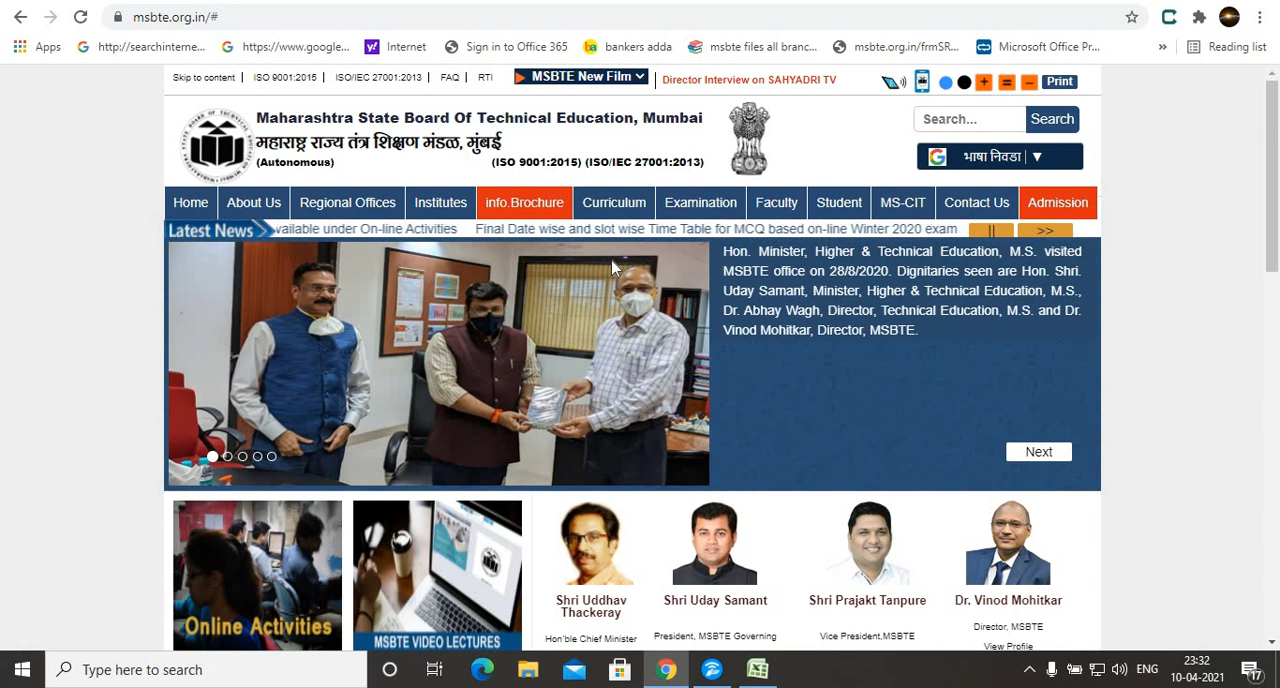 msbte.org.in/#
Apps http://searchinterne... https://www.google... Internet Sign in to Office 365 bankers adda msbte files all branc... msbte.org.in/frmSR... Microsoft Office Pr... » Reading list
Skip to content | ISO 9001:2015 | ISO/IEC 27001:2013 | FAQ | RTI MSBTE New Film Director Interview on SAHYADRI TV + = − Print
Maharashtra State Board Of Technical Education, Mumbai
महाराष्ट्र राज्य तंत्र शिक्षण मंडळ, मुंबई
(Autonomous) (ISO 9001:2015) (ISO/IEC 27001:2013)
Search... Search
G भाषा निवडा | ▼
Home About Us Regional Offices Institutes info.Brochure Curriculum Examination Faculty Student MS-CIT Contact Us Admission
Latest News vailable under On-line Activities Final Date wise and slot wise Time Table for MCQ based on-line Winter 2020 exam || >>
Hon. Minister, Higher & Technical Education, M.S. visited
MSBTE office on 28/8/2020. Dignitaries seen are Hon. Shri.
Uday Samant, Minister, Higher & Technical Education, M.S.,
Dr. Abhay Wagh, Director, Technical Education, M.S. and Dr.
Vinod Mohitkar, Director, MSBTE.
Next
Online Activities
MSBTE VIDEO LECTURES
Shri Uddhav
Thackeray
Hon'ble Chief Minister
Shri Uday Samant
President, MSBTE Governing
Shri Prajakt Tanpure
Vice President,MSBTE
Dr. Vinod Mohitkar
Director, MSBTE
View Profile
Type here to search
ENG
23:32
10-04-2021
17